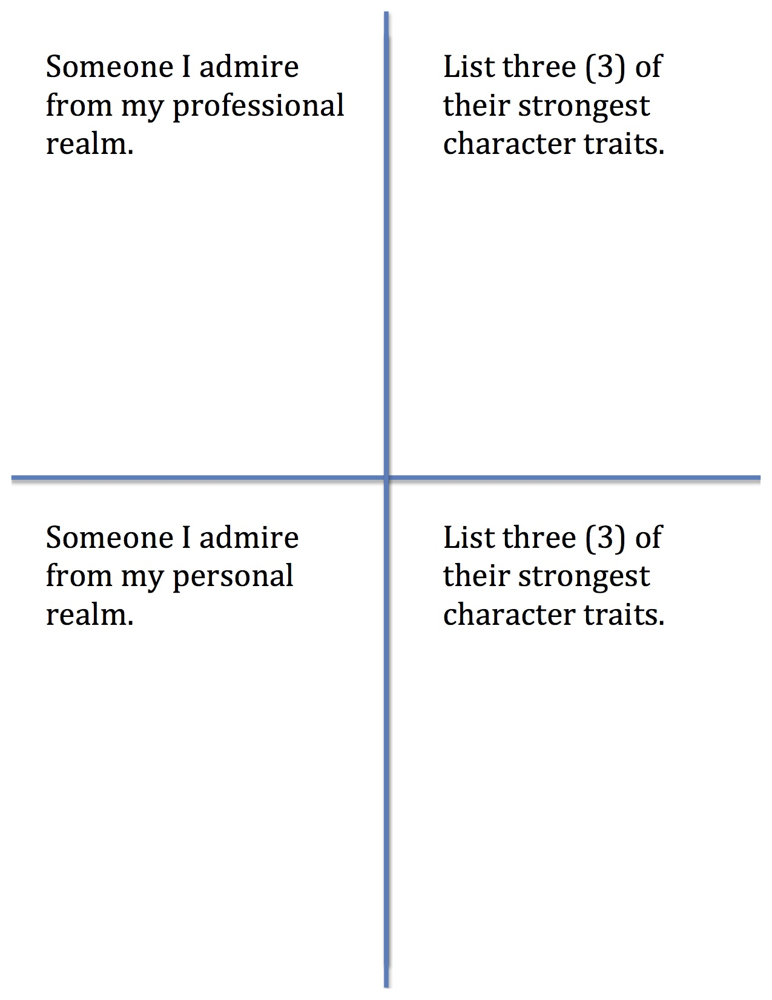 Someone I admire
from my professional
realm.
List three (3) of
their strongest
character traits.
Someone I admire
from my personal
realm.
List three (3) of
their strongest
character traits.